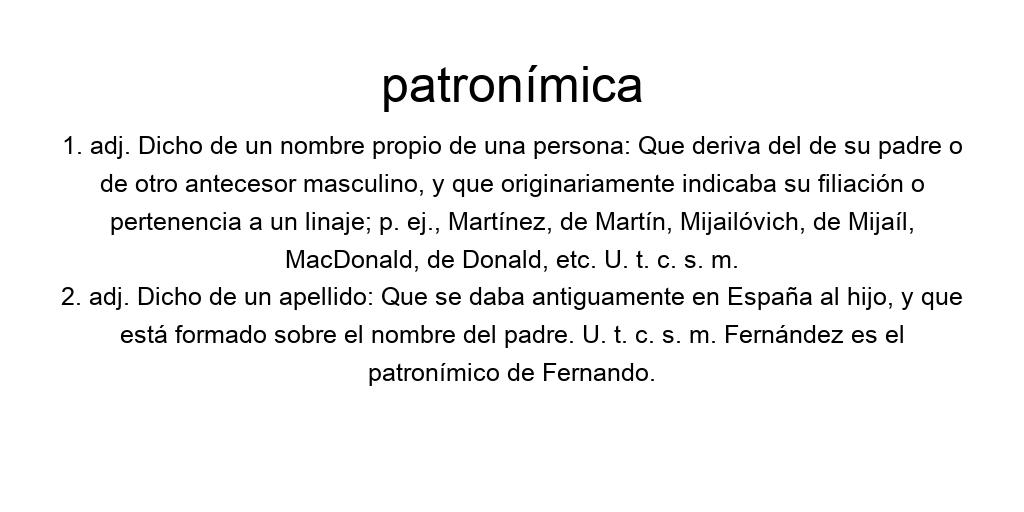 patronímica
1. adj. Dicho de un nombre propio de una persona: Que deriva del de su padre o
de otro antecesor masculino, y que originariamente indicaba su filiación o
pertenencia a un linaje; p. ej., Martínez, de Martín, Mijailóvich, de Mijaíl,
MacDonald, de Donald, etc. U. t. c. s. m.
2. adj. Dicho de un apellido: Que se daba antiguamente en España al hijo, y que
está formado sobre el nombre del padre. U. t. c. s. m. Fernández es el
patronímico de Fernando.